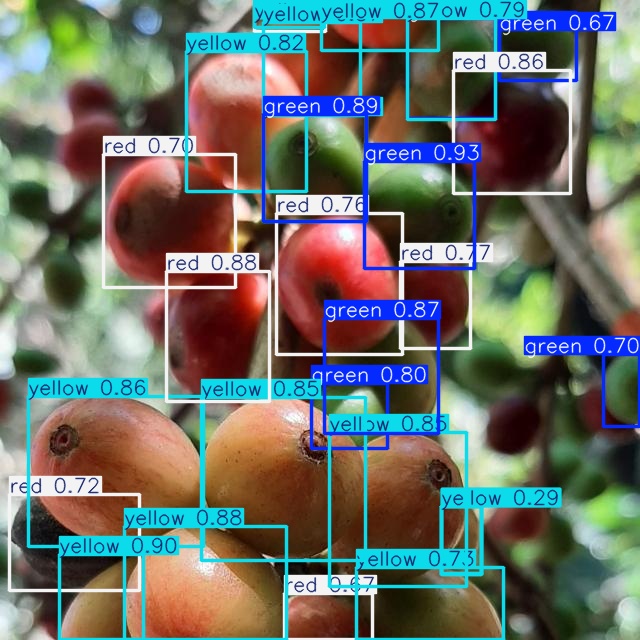 yellow
yellow 0.87
ow 0.79
green 0.67
yellow 0.82
red 0.86
green 0.89
red 0.70
green 0.93
red 0.76
red 0.77
red 0.88
green 0.87
green 0.70
green 0.80
yellow 0.86
yellow 0.85
yellow 0.85
red 0.72
ye low 0.29
yellow 0.88
yellow 0.90
yellow 0.73
red 0.67